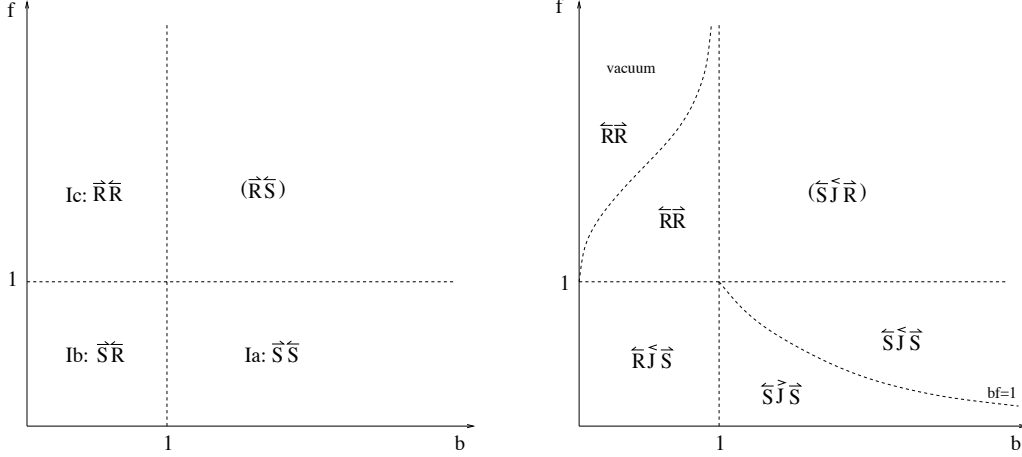 f
Ic: R⃗R⃖
(R⃗S⃖)
1
Ib: S⃗R⃖
Ia: S⃗S⃖
1
b
f
vacuum
R⃖R⃗
R⃖R⃗
(S⃖J^<R⃗)
1
R⃖J^<S⃗
S⃖J^>S⃗
S⃖J^<S⃗
bf=1
1
b